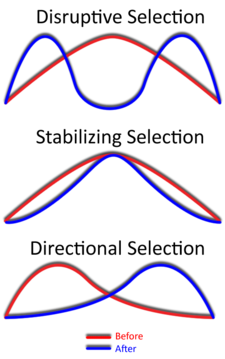 Disruptive Selection
Stabilizing Selection
Directional Selection
Before
After